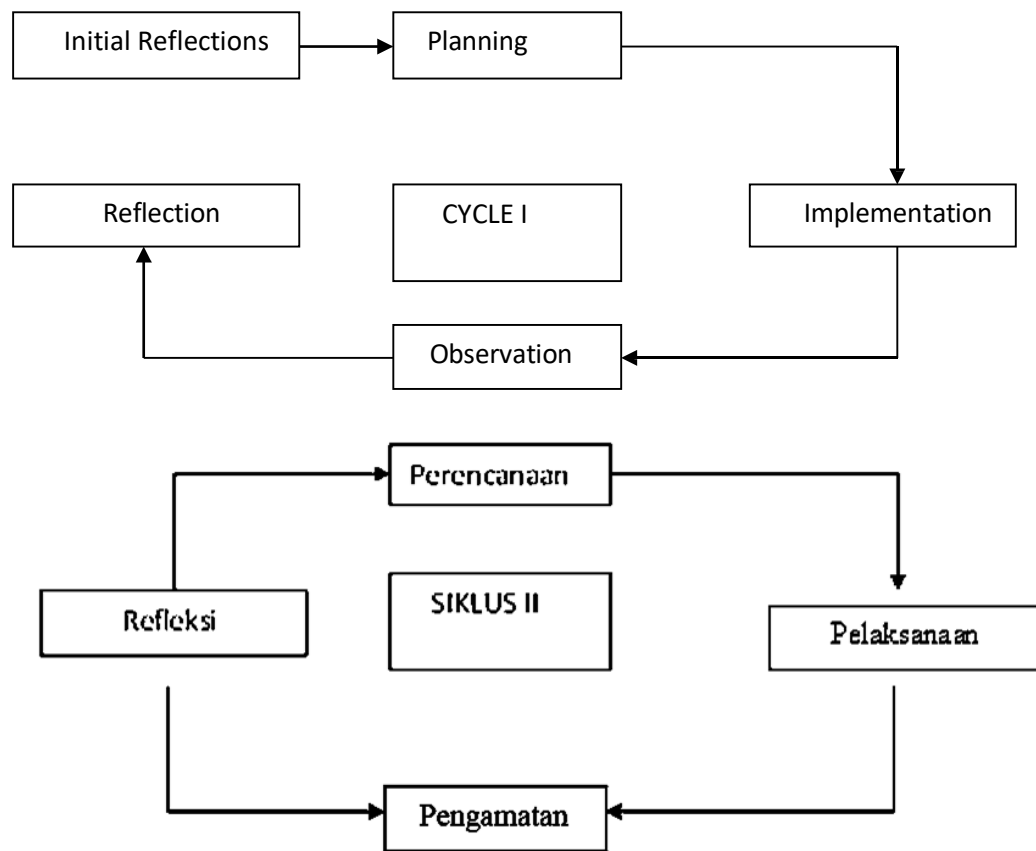 Initial Reflections
Planning
Reflection
CYCLE I
Implementation
Observation
Perencanaan
Refleksi
SIKLUS II
Pelaksanaan
Pengamatan